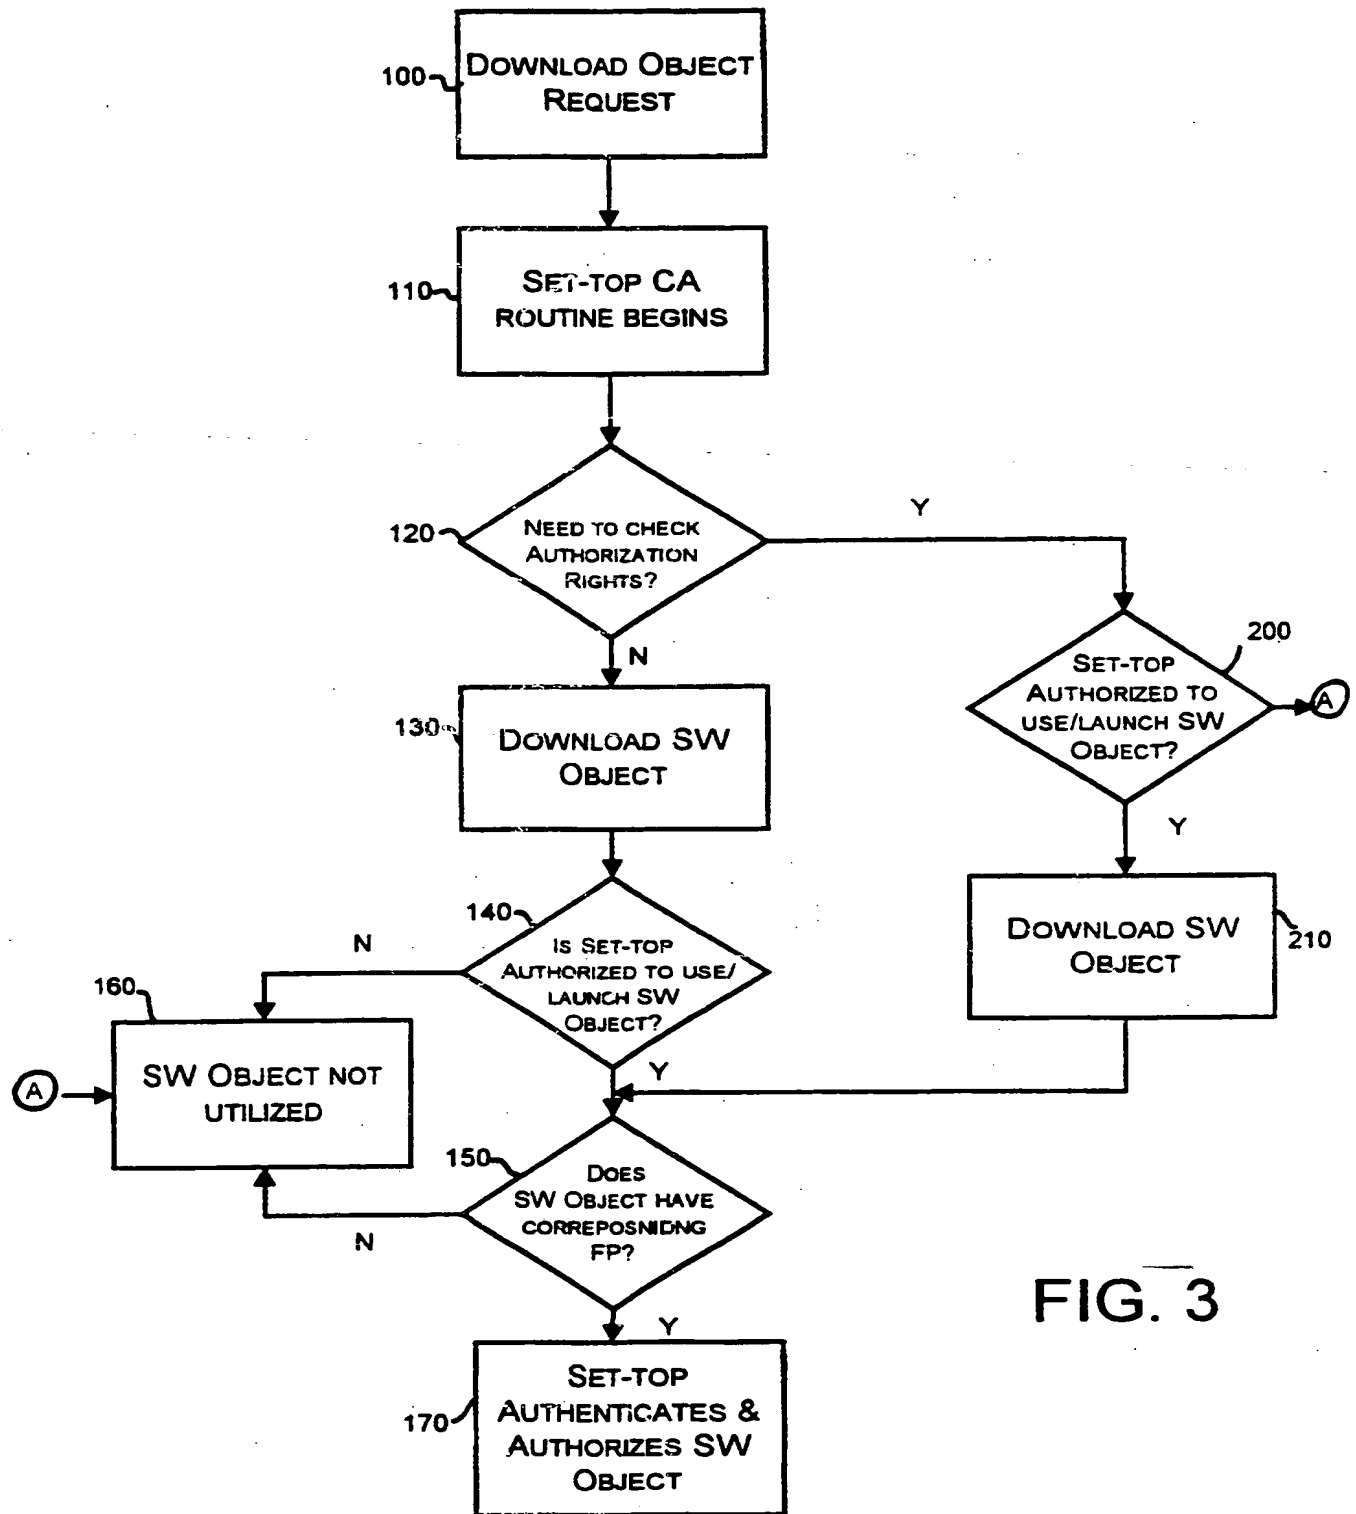 100
DOWNLOAD OBJECT
REQUEST
110
SET-TOP CA
ROUTINE BEGINS
120
NEED TO CHECK
AUTHORIZATION
RIGHTS?
Y
N
200
SET-TOP
AUTHORIZED TO
USE/LAUNCH SW
OBJECT?
A
130
DOWNLOAD SW
OBJECT
Y
140
IS SET-TOP
AUTHORIZED TO USE/
LAUNCH SW
OBJECT?
N
Y
DOWNLOAD SW
OBJECT
210
160
SW OBJECT NOT
UTILIZED
A
150
DOES
SW OBJECT HAVE
CORREPOSNIDNG
FP?
N
Y
170
SET-TOP
AUTHENTICATES &
AUTHORIZES SW
OBJECT
FIG. 3